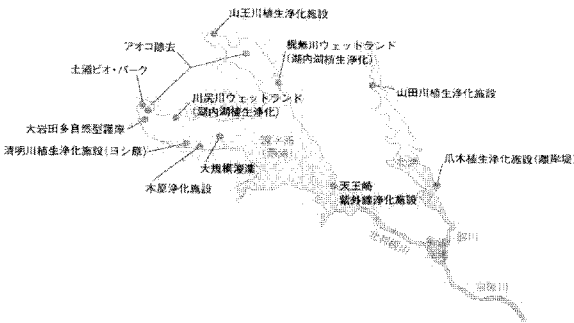 山王川植生浄化施設
アオコ除去
梶無川ウェットランド
(湖内湖植生浄化)
土浦ビオ・パーク
山田川植生浄化施設
川尻川ウェットランド
(湖内湖植生浄化)
大岩田多自然型護岸
清明川植生浄化施設(ヨシ原)
大規模浚渫
木原浄化施設
爪木植生浄化施設(離岸堤)
天王崎
紫外線浄化施設